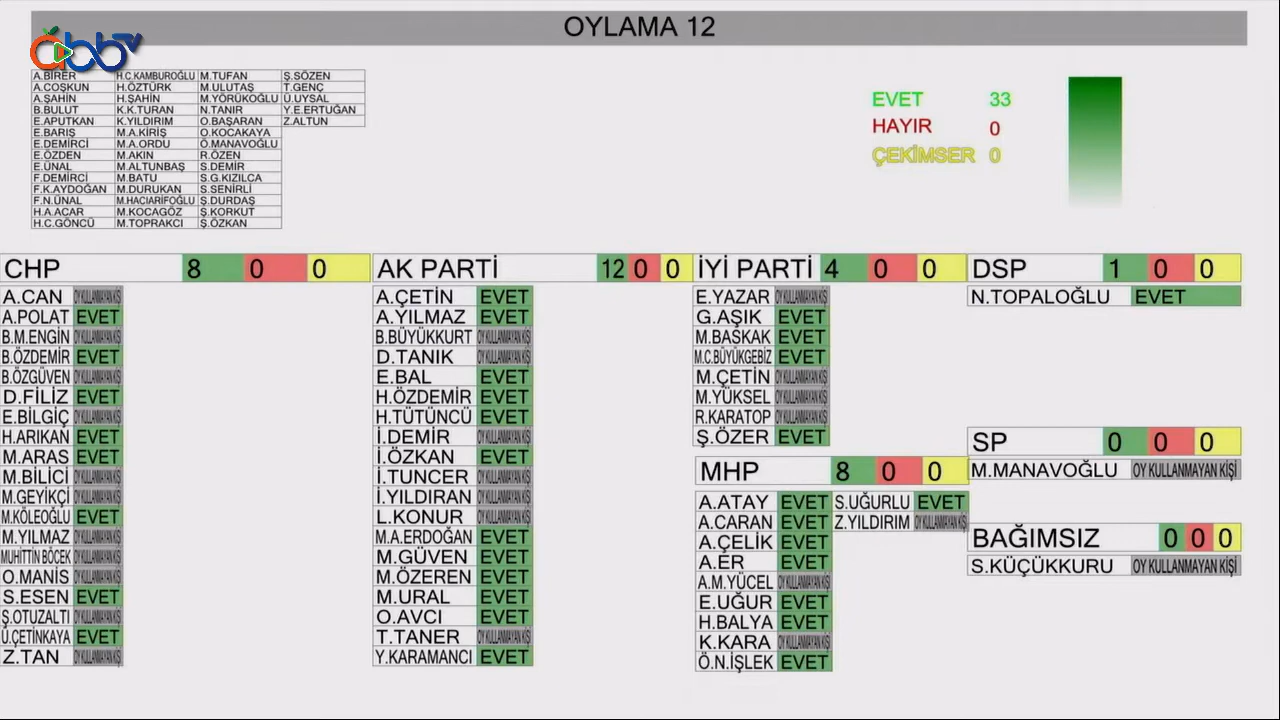 OYLAMA 12
abb TV
A.BİRER H.C.KAMBUROĞLU M.TUFAN Ş.SÖZEN
A.COŞKUN H.ÖZTÜRK M.ULUTAŞ T.GENÇ
A.ŞAHİN H.ŞAHİN M.YÖRÜKOĞLU Ü.UYSAL
B.BULUT K.K.TURAN N.TANIR Y.E.ERTUĞAN
E.APUTKAN K.YILDIRIM O.BAŞARAN Z.ALTUN
E.BARIŞ M.A.KİRİŞ O.KOCAKAYA
E.DEMİRCİ M.A.ORDU Ö.MANAVOĞLU
E.ÖZDEN M.AKIN R.ÖZEN
E.ÜNAL M.ALTUNBAŞ S.DEMİR
F.DEMİRCİ M.BATU S.G.KIZILCA
F.K.AYDOĞAN M.DURUKAN S.SENİRLİ
F.N.ÜNAL M.HACIARİFOĞLU Ş.DURDAŞ
H.A.ACAR M.KOCAGÖZ Ş.KORKUT
H.C.GÖNCÜ M.TOPRAKCI Ş.ÖZKAN
EVET 33
HAYIR 0
ÇEKİMSER 0
CHP 8 0 0
A.CAN OY KULLANMAYAN KİŞİ
A.POLAT EVET
B.M.ENGİN OY KULLANMAYAN KİŞİ
B.ÖZDEMİR EVET
B.ÖZGÜVEN OY KULLANMAYAN KİŞİ
D.FİLİZ EVET
E.BİLGİÇ OY KULLANMAYAN KİŞİ
H.ARIKAN EVET
M.ARAS EVET
M.BİLİCİ OY KULLANMAYAN KİŞİ
M.GEYİKÇİ OY KULLANMAYAN KİŞİ
M.KÖLEOĞLU EVET
M.YILMAZ OY KULLANMAYAN KİŞİ
MUHİTTİN BÖCEK OY KULLANMAYAN KİŞİ
O.MANİS OY KULLANMAYAN KİŞİ
S.ESEN EVET
Ş.OTUZALTI OY KULLANMAYAN KİŞİ
Ü.ÇETİNKAYA EVET
Z.TAN OY KULLANMAYAN KİŞİ
AK PARTİ 12 0 0
A.ÇETİN EVET
A.YILMAZ EVET
B.BÜYÜKKURT OY KULLANMAYAN KİŞİ
D.TANIK OY KULLANMAYAN KİŞİ
E.BAL EVET
H.ÖZDEMİR EVET
H.TÜTÜNCÜ EVET
İ.DEMİR OY KULLANMAYAN KİŞİ
İ.ÖZKAN EVET
İ.TUNCER OY KULLANMAYAN KİŞİ
İ.YILDIRAN OY KULLANMAYAN KİŞİ
L.KONUR OY KULLANMAYAN KİŞİ
M.A.ERDOĞAN EVET
M.GÜVEN EVET
M.ÖZEREN EVET
M.URAL EVET
O.AVCI EVET
T.TANER OY KULLANMAYAN KİŞİ
Y.KARAMANCI EVET
İYİ PARTİ 4 0 0
E.YAZAR OY KULLANMAYAN KİŞİ
G.AŞIK EVET
M.BASKAK EVET
M.C.BÜYÜKGEBİZ EVET
M.ÇETİN OY KULLANMAYAN KİŞİ
M.YÜKSEL OY KULLANMAYAN KİŞİ
R.KARATOP OY KULLANMAYAN KİŞİ
Ş.ÖZER EVET
MHP 8 0 0
A.ATAY EVET S.UĞURLU EVET
A.CARAN EVET Z.YILDIRIM OY KULLANMAYAN KİŞİ
A.ÇELİK EVET
A.ER EVET
A.M.YÜCEL OY KULLANMAYAN KİŞİ
E.UĞUR EVET
H.BALYA EVET
K.KARA OY KULLANMAYAN KİŞİ
Ö.N.İŞLEK EVET
DSP 1 0 0
N.TOPALOĞLU EVET
SP 0 0 0
M.MANAVOĞLU OY KULLANMAYAN KİŞİ
BAĞIMSIZ 0 0 0
S.KÜÇÜKKURU OY KULLANMAYAN KİŞİ